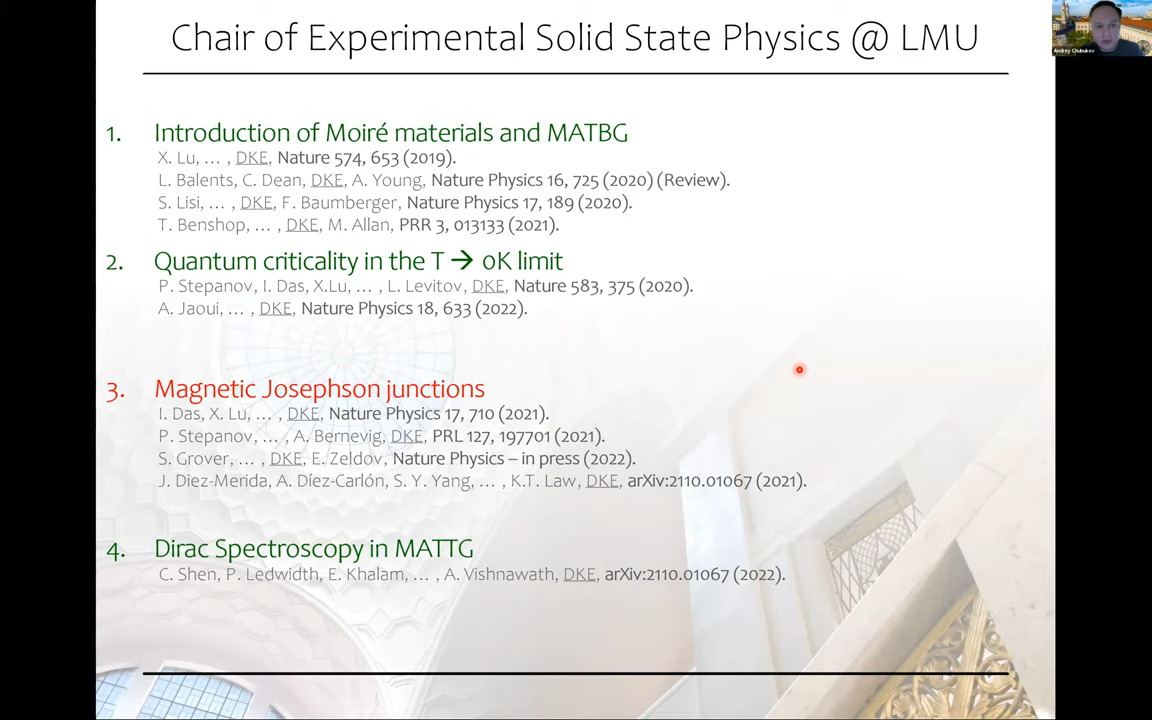 Chair of Experimental Solid State Physics @ LMU
Andrey Chubukov
1. Introduction of Moiré materials and MATBG
X. Lu, … , DKE, Nature 574, 653 (2019).
L. Balents, C. Dean, DKE, A. Young, Nature Physics 16, 725 (2020) (Review).
S. Lisi, … , DKE, F. Baumberger, Nature Physics 17, 189 (2020).
T. Benshop, … , DKE, M. Allan, PRR 3, 013133 (2021).
2. Quantum criticality in the T → 0K limit
P. Stepanov, I. Das, X.Lu, … , L. Levitov, DKE, Nature 583, 375 (2020).
A. Jaoui, … , DKE, Nature Physics 18, 633 (2022).
3. Magnetic Josephson junctions
I. Das, X. Lu, … , DKE, Nature Physics 17, 710 (2021).
P. Stepanov, … , A. Bernevig, DKE, PRL 127, 197701 (2021).
S. Grover, … , DKE, E. Zeldov, Nature Physics – in press (2022).
J. Diez-Merida, A. Díez-Carlón, S. Y. Yang, … , K.T. Law, DKE, arXiv:2110.01067 (2021).
4. Dirac Spectroscopy in MATTG
C. Shen, P. Ledwidth, E. Khalam, … , A. Vishnawath, DKE, arXiv:2110.01067 (2022).